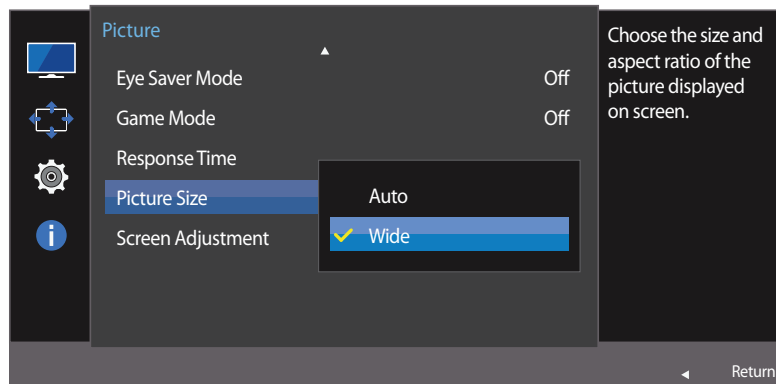 Picture
Eye Saver Mode Off
Game Mode Off
Response Time
Picture Size
Auto
Wide
Screen Adjustment
Choose the size and
aspect ratio of the
picture displayed
on screen.
Return